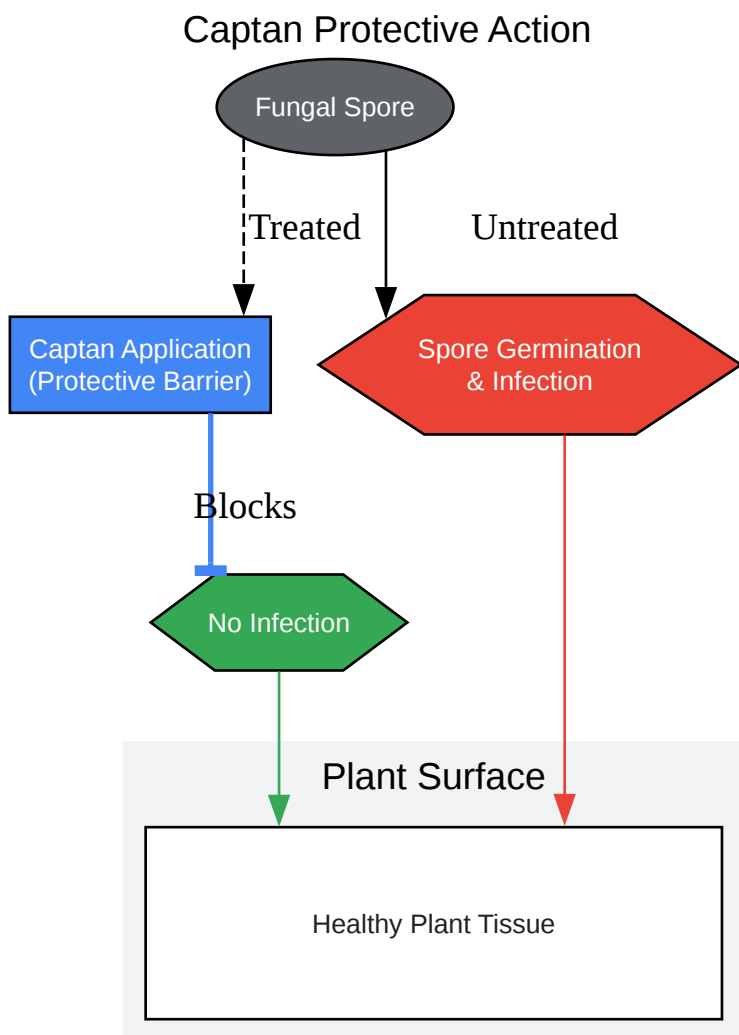 Captan Protective Action
Fungal Spore
Treated
Untreated
Captan Application
(Protective Barrier)
Spore Germination
& Infection
Blocks
No Infection
Plant Surface
Healthy Plant Tissue